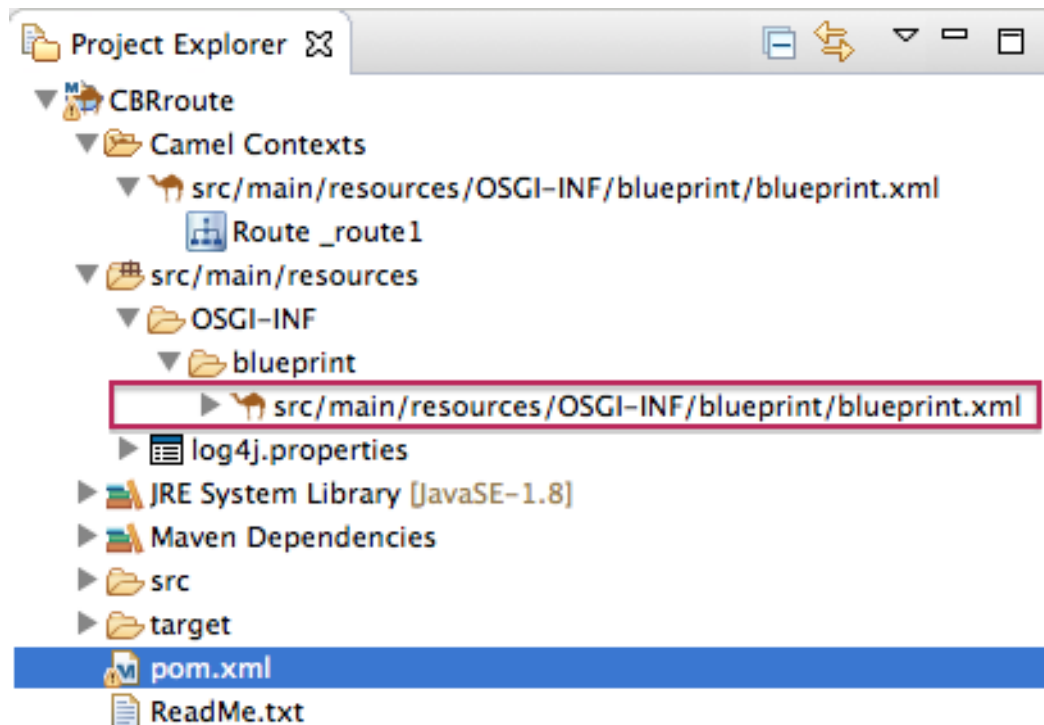 Project Explorer
CBRroute
Camel Contexts
src/main/resources/OSGI-INF/blueprint/blueprint.xml
Route _route1
src/main/resources
OSGI-INF
blueprint
src/main/resources/OSGI-INF/blueprint/blueprint.xml
log4j.properties
JRE System Library [JavaSE-1.8]
Maven Dependencies
src
target
pom.xml
ReadMe.txt